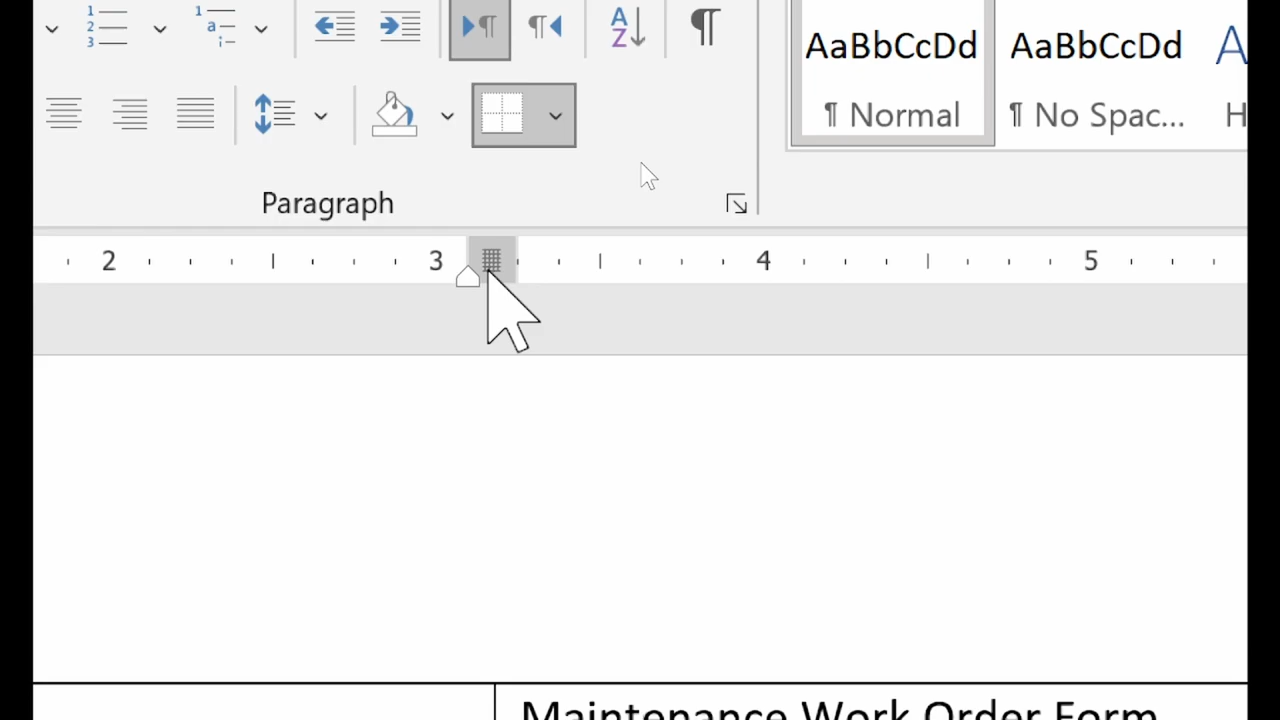 AaBbCcDd AaBbCcDd
¶ Normal ¶ No Spac...
Paragraph
2 3 4 5
Maintenance Work Order Form